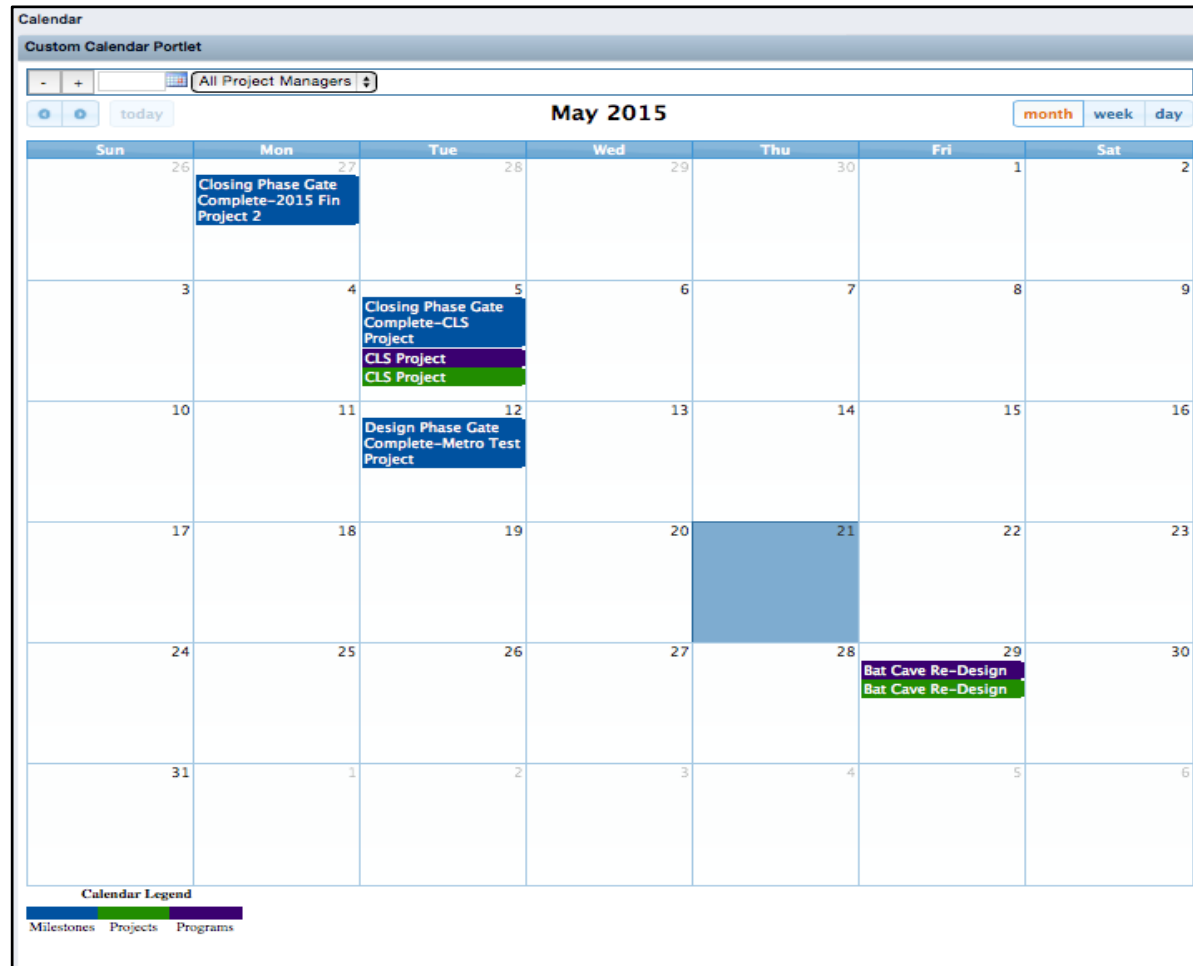 Calendar
Custom Calendar Portlet
- + All Project Managers
today May 2015 month week day
Sun Mon Tue Wed Thu Fri Sat
26 27 28 29 30 1 2
Closing Phase Gate
Complete-2015 Fin
Project 2
3 4 5 6 7 8 9
Closing Phase Gate
Complete-CLS
Project
CLS Project
CLS Project
10 11 12 13 14 15 16
Design Phase Gate
Complete-Metro Test
Project
17 18 19 20 21 22 23
24 25 26 27 28 29 30
Bat Cave Re-Design
Bat Cave Re-Design
31 1 2 3 4 5 6
Calendar Legend
Milestones Projects Programs